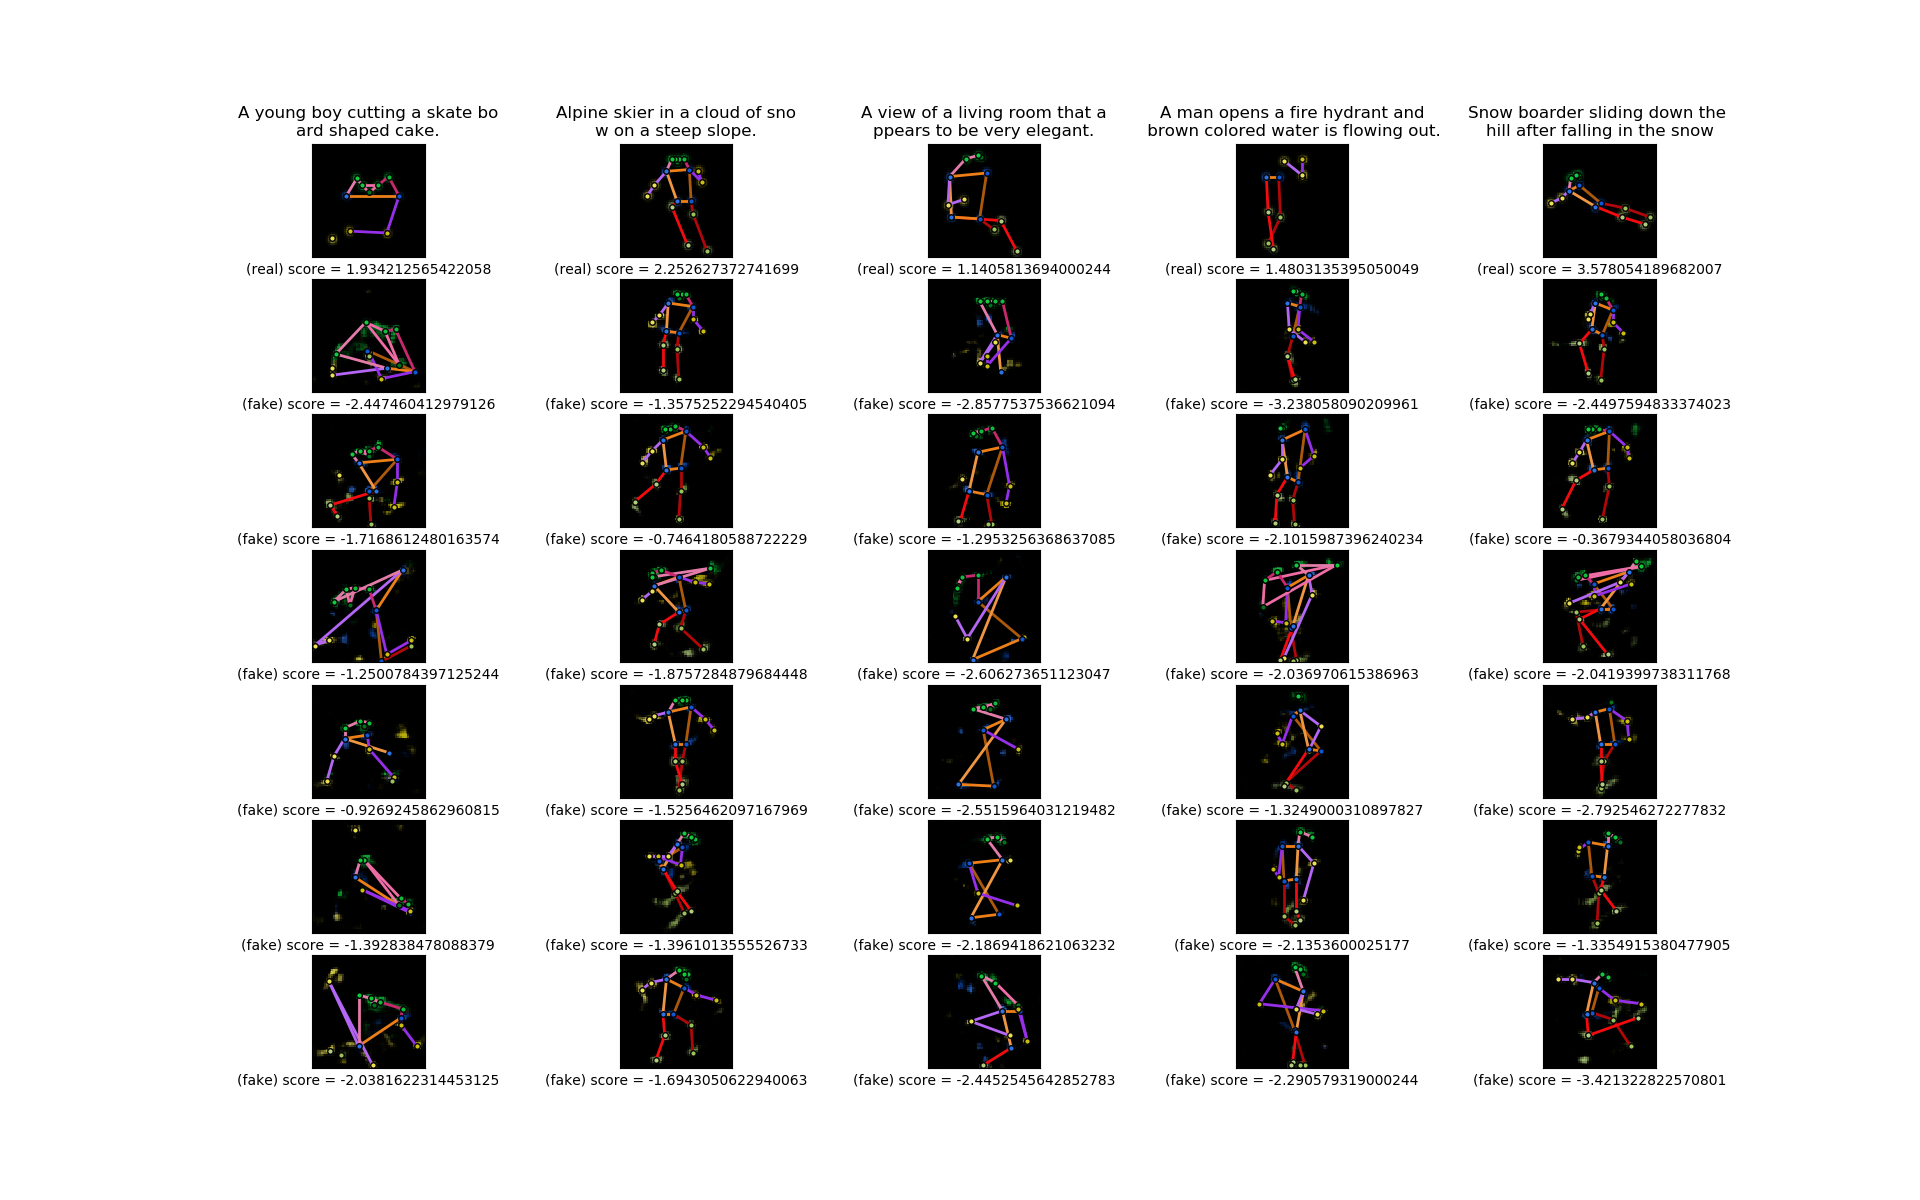 A young boy cutting a skate bo
ard shaped cake.
Alpine skier in a cloud of sno
w on a steep slope.
A view of a living room that a
ppears to be very elegant.
A man opens a fire hydrant and
brown colored water is flowing out.
Snow boarder sliding down the
hill after falling in the snow
(real) score = 1.934212565422058
(real) score = 2.252627372741699
(real) score = 1.1405813694000244
(real) score = 1.4803135395050049
(real) score = 3.578054189682007
(fake) score = -2.447460412979126
(fake) score = -1.3575252294540405
(fake) score = -2.8577537536621094
(fake) score = -3.238058090209961
(fake) score = -2.4497594833374023
(fake) score = -1.7168612480163574
(fake) score = -0.7464180588722229
(fake) score = -1.2953256368637085
(fake) score = -2.1015987396240234
(fake) score = -0.3679344058036804
(fake) score = -1.2500784397125244
(fake) score = -1.8757284879684448
(fake) score = -2.606273651123047
(fake) score = -2.036970615386963
(fake) score = -2.0419399738311768
(fake) score = -0.9269245862960815
(fake) score = -1.5256462097167969
(fake) score = -2.5515964031219482
(fake) score = -1.3249000310897827
(fake) score = -2.792546272277832
(fake) score = -1.392838478088379
(fake) score = -1.3961013555526733
(fake) score = -2.1869418621063232
(fake) score = -2.1353600025177
(fake) score = -1.3354915380477905
(fake) score = -2.0381622314453125
(fake) score = -1.6943050622940063
(fake) score = -2.4452545642852783
(fake) score = -2.290579319000244
(fake) score = -3.421322822570801